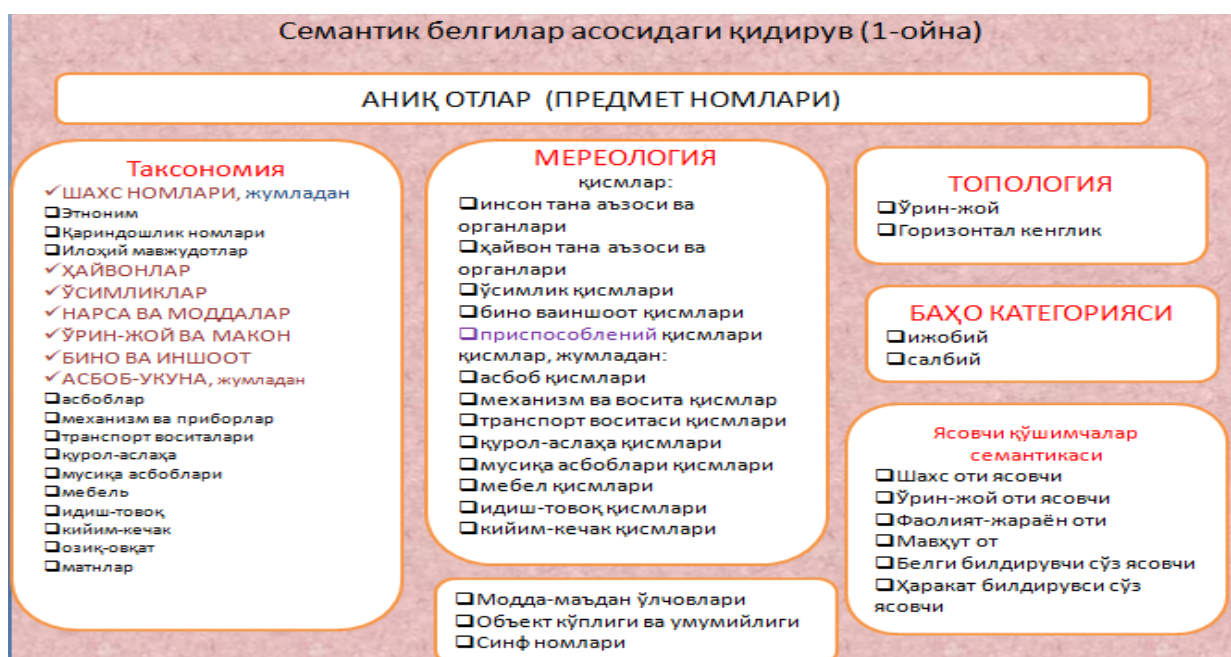 Семантик белгилар асосидаги қидирув (1-ойна)
АНИҚ ОТЛАР (ПРЕДМЕТ НОМЛАРИ)
Таксономия
ШАХС НОМЛАРИ, жумладан
Этноним
Қариндошлик номлари
Илоҳий мавжудотлар
ҲАЙВОНЛАР
ЎСИМЛИКЛАР
НАРСА ВА МОДДАЛАР
ЎРИН-ЖОЙ ВА МАКОН
БИНО ВА ИНШООТ
АСБОБ-УКУНА, жумладан
асбоблар
механизм ва приборлар
транспорт воситалари
қурол-аслаҳа
мусиқа асбоблари
мебель
идиш-товоқ
кийим-кечак
озиқ-овқат
матнлар
МЕРЕОЛОГИЯ
қисмлар:
инсон тана аъзоси ва
органлари
ҳайвон тана аъзоси ва
органлари
ўсимлик қисмлари
бино ваиншоот қисмлари
приспособлений қисмлари
қисмлар, жумладан:
асбоб қисмлари
механизм ва восита қисмлар
транспорт воситаси қисмлари
қурол-аслаҳа қисмлари
мусиқа асбоблари қисмлари
мебел қисмлари
идиш-товоқ қисмлари
кийим-кечак қисмлари
Модда-маъдан ўлчовлари
Объект кўплиги ва умумийлиги
Синф номлари
ТОПОЛОГИЯ
Ўрин-жой
Горизонтал кенглик
БАҲО КАТЕГОРИЯСИ
ижобий
салбий
Ясовчи қўшимчалар
семантикаси
Шахс оти ясовчи
Ўрин-жой оти ясовчи
Фаолият-жараён оти
Мавҳут от
Белги билдирувчи сўз ясовчи
Ҳаракат билдирувси сўз
ясовчи